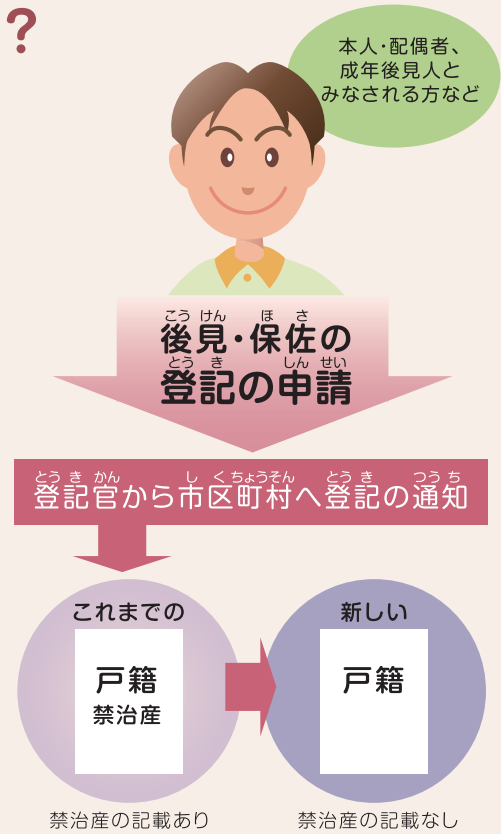 ?
本人・配偶者、
成年後見人と
みなされる方など
こう けん ほ さ
後見・保佐の
とう き しん せい
登記の申請
とう き かん し く ちょうそん とう き つう ち
登記官から市区町村へ登記の通知
これまでの
戸籍
禁治産
禁治産の記載あり
新しい
戸籍
禁治産の記載なし